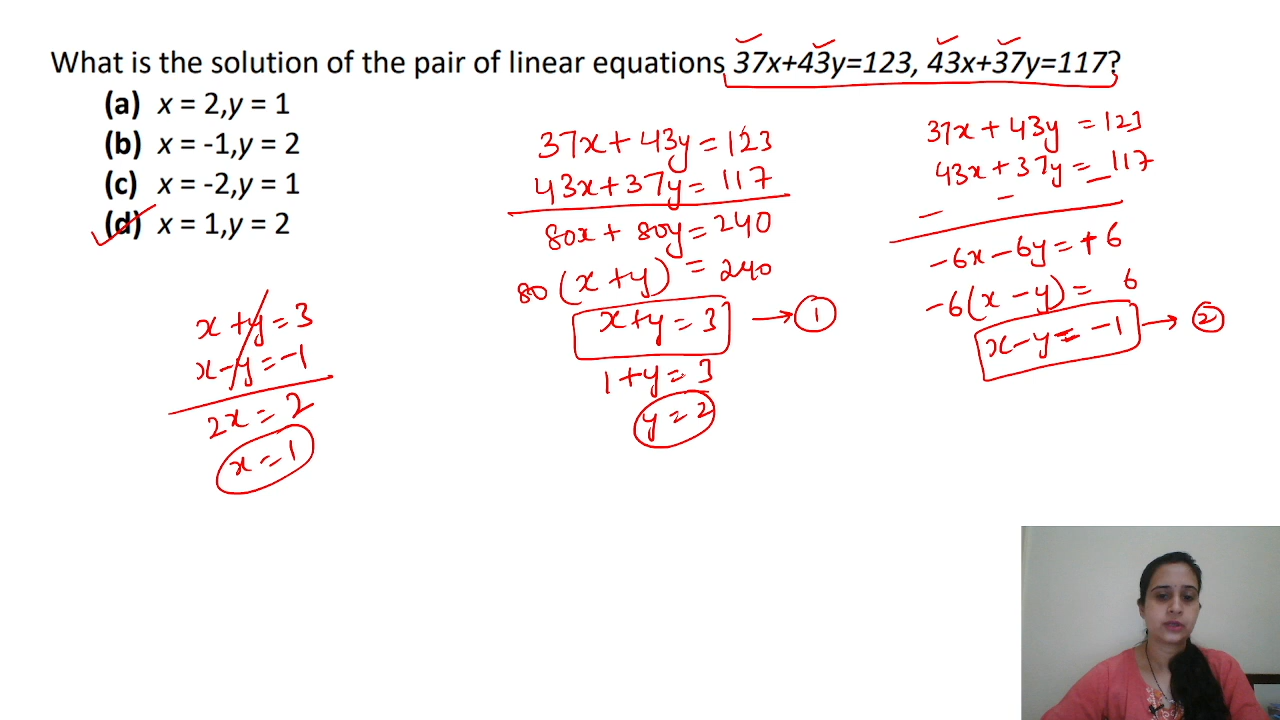 What is the solution of the pair of linear equations 37x+43y=123, 43x+37y=117?
(a) x = 2,y = 1
(b) x = -1,y = 2
(c) x = -2,y = 1
(d) x = 1,y = 2
x + y = 3
x - y = -1
2x = 2
x = 1
37x + 43y = 123
43x + 37y = 117
80x + 80y = 240
80 (x + y) = 240
x + y = 3 → 1
1 + y = 3
y = 2
37x + 43y = 123
43x + 37y = 117
- - -
-6x - 6y = +6
-6(x - y) = 6
x - y = -1 → 2